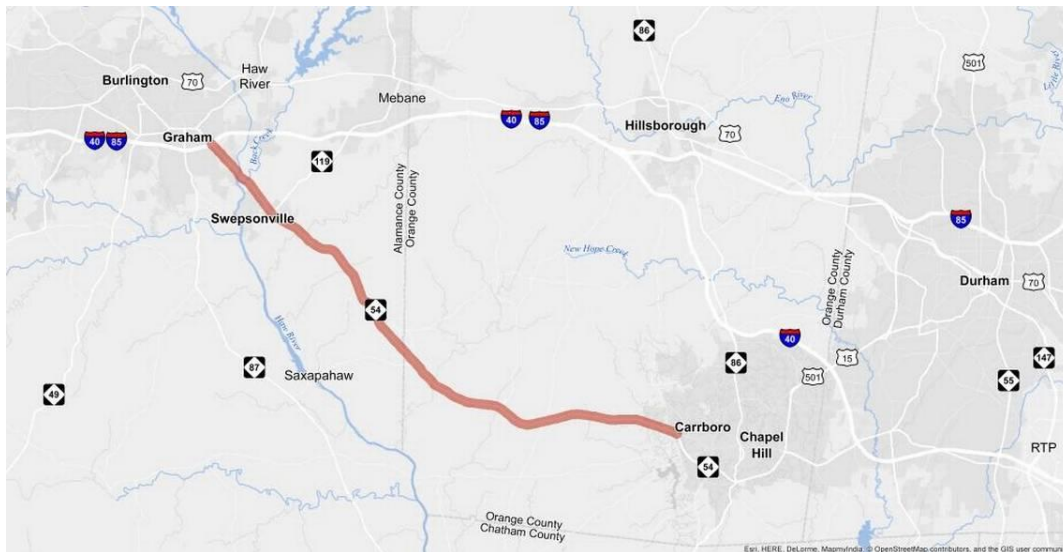 86
501
Little River
Burlington
70
Haw
River
Mebane
Eno River
40
85
Hillsborough
70
Graham
40
85
Back Creek
119
Swepsonville
Alamance County
Orange County
85
New Hope Creek
Orange County
Durham County
Durham
70
54
Haw River
40
15
147
49
87
Saxapahaw
86
501
55
Carrboro
Chapel
Hill
54
RTP
Orange County
Chatham County
Esri, HERE, DeLorme, MapmyIndia, © OpenStreetMap contributors, and the GIS user commun